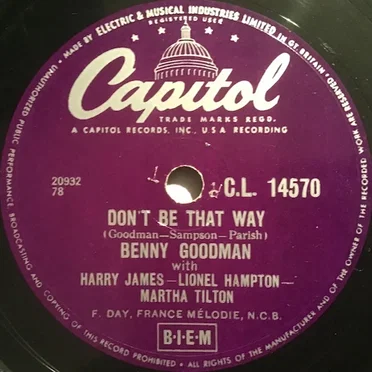 MADE BY ELECTRIC & MUSICAL INDUSTRIES LIMITED IN GT BRITAIN
REGISTERED USER
Capitol
TRADE MARKS REGD.
A CAPITOL RECORDS, INC., U.S.A RECORDING
20932
78
C.L. 14570
DON'T BE THAT WAY
(Goodman—Sampson—Parish)
BENNY GOODMAN
with
HARRY JAMES—LIONEL HAMPTON—
MARTHA TILTON
F. DAY, FRANCE MÉLODIE, N.C.B.
B·I·E·M
ALL RIGHTS OF THE MANUFACTURER AND OF THE OWNER OF THE RECORDED WORK ARE RESERVED · UNAUTHORISED PUBLIC PERFORMANCE, BROADCASTING AND COPYING OF THIS RECORD PROHIBITED ·